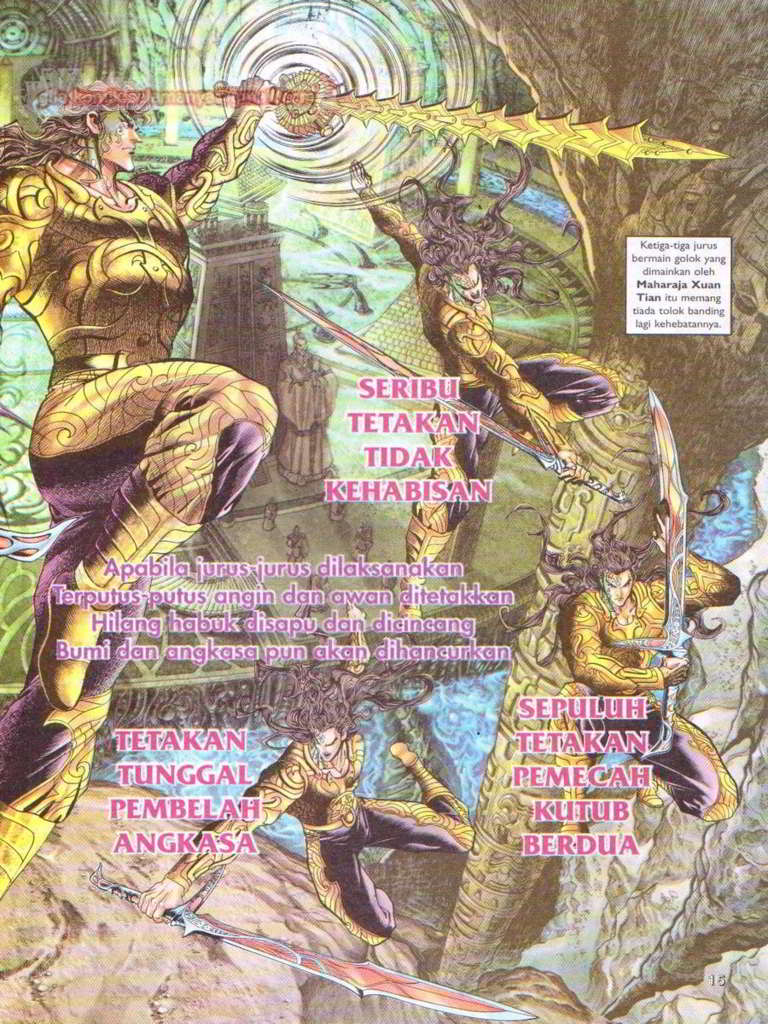 Ketiga-tiga jurus
bermain golok yang
dimainkan oleh
Maharaja Xuan
Tian itu memang
tiada tolok banding
lagi kehebatannya.
SERIBU
TETAKAN
TIDAK
KEHABISAN
Apabila jurus-jurus dilaksanakan
Terputus-putus angin dan awan ditetakkan
Hilang habuk disapu dan dicincang
Bumi dan angkasa pun akan dihancurkan
TETAKAN
TUNGGAL
PEMBELAH
ANGKASA
SEPULUH
TETAKAN
PEMECAH
KUTUB
BERDUA
15